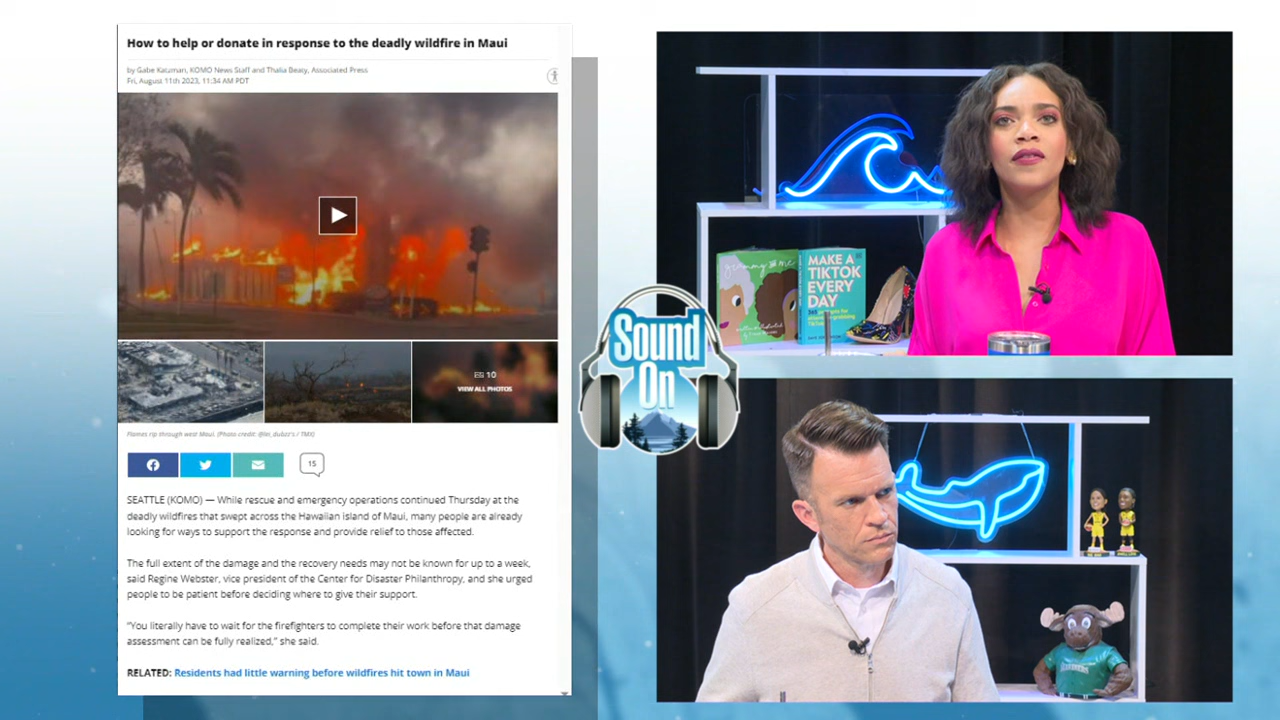 How to help or donate in response to the deadly wildfire in Maui
by Gabe Katzman, KOMO News Staff and Thalia Beaty, Associated Press
Fri, August 11th 2023, 11:34 AM PDT
10
VIEW ALL PHOTOS
Flames rip through west Maui. (Photo credit: @lei_dubzz's / TMX)
15
SEATTLE (KOMO) — While rescue and emergency operations continued Thursday at the
deadly wildfires that swept across the Hawaiian island of Maui, many people are already
looking for ways to support the response and provide relief to those affected.
The full extent of the damage and the recovery needs may not be known for up to a week,
said Regine Webster, vice president of the Center for Disaster Philanthropy, and she urged
people to be patient before deciding where to give their support.
"You literally have to wait for the firefighters to complete their work before that damage
assessment can be fully realized," she said.
RELATED: Residents had little warning before wildfires hit town in Maui
Sound
On
MAKE A
TIKTOK
EVERY
DAY
365